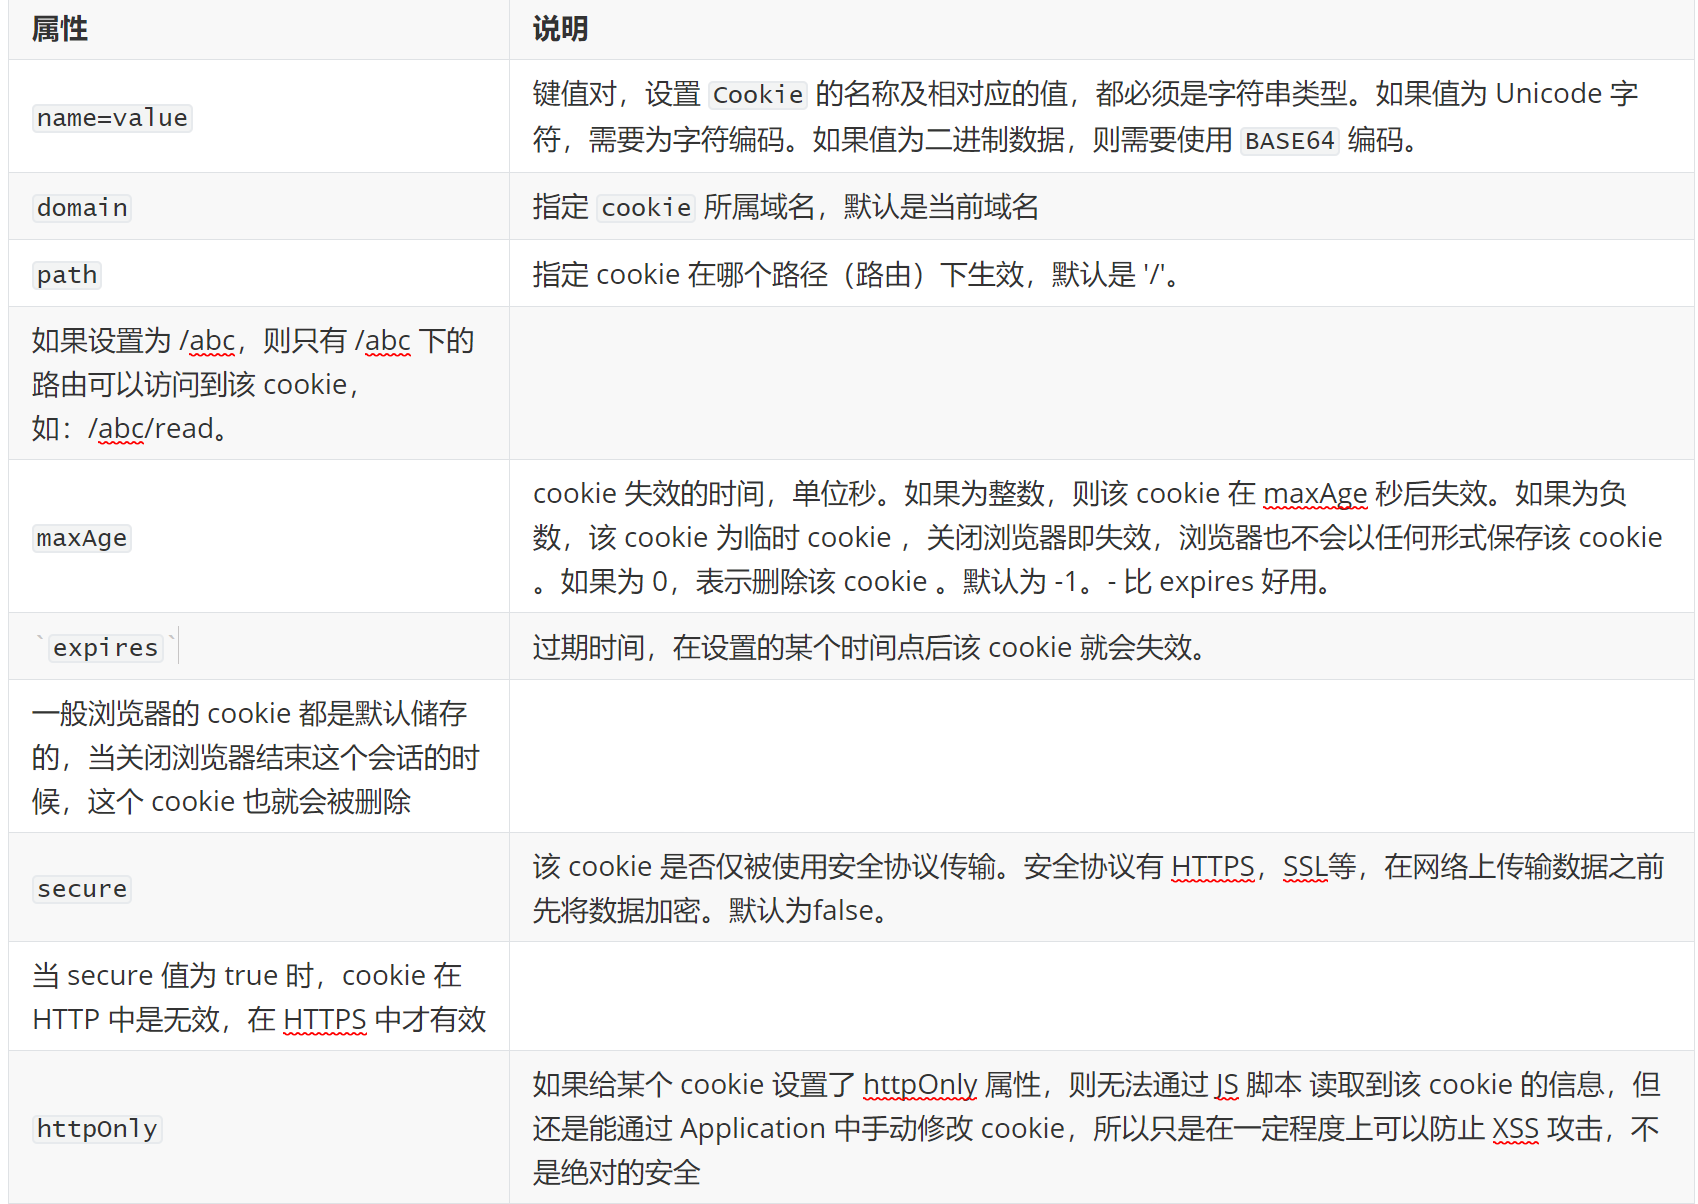 属性
说明
name=value
键值对，设置 Cookie 的名称及相对应的值，都必须是字符串类型。如果值为 Unicode 字
符，需要为字符编码。如果值为二进制数据，则需要使用 BASE64 编码。
domain
指定 cookie 所属域名，默认是当前域名
path
指定 cookie 在哪个路径（路由）下生效，默认是 '/'。
如果设置为 /abc，则只有 /abc 下的
路由可以访问到该 cookie，
如：/abc/read。
maxAge
cookie 失效的时间，单位秒。如果为整数，则该 cookie 在 maxAge 秒后失效。如果为负
数，该 cookie 为临时 cookie ，关闭浏览器即失效，浏览器也不会以任何形式保存该 cookie
。如果为 0，表示删除该 cookie 。默认为 -1。- 比 expires 好用。
`expires`
过期时间，在设置的某个时间点后该 cookie 就会失效。
一般浏览器的 cookie 都是默认储存
的，当关闭浏览器结束这个会话的时
候，这个 cookie 也就会被删除
secure
该 cookie 是否仅被使用安全协议传输。安全协议有 HTTPS，SSL等，在网络上传输数据之前
先将数据加密。默认为false。
当 secure 值为 true 时，cookie 在
HTTP 中是无效，在 HTTPS 中才有效
httpOnly
如果给某个 cookie 设置了 httpOnly 属性，则无法通过 JS 脚本 读取到该 cookie 的信息，但
还是能通过 Application 中手动修改 cookie，所以只是在一定程度上可以防止 XSS 攻击，不
是绝对的安全